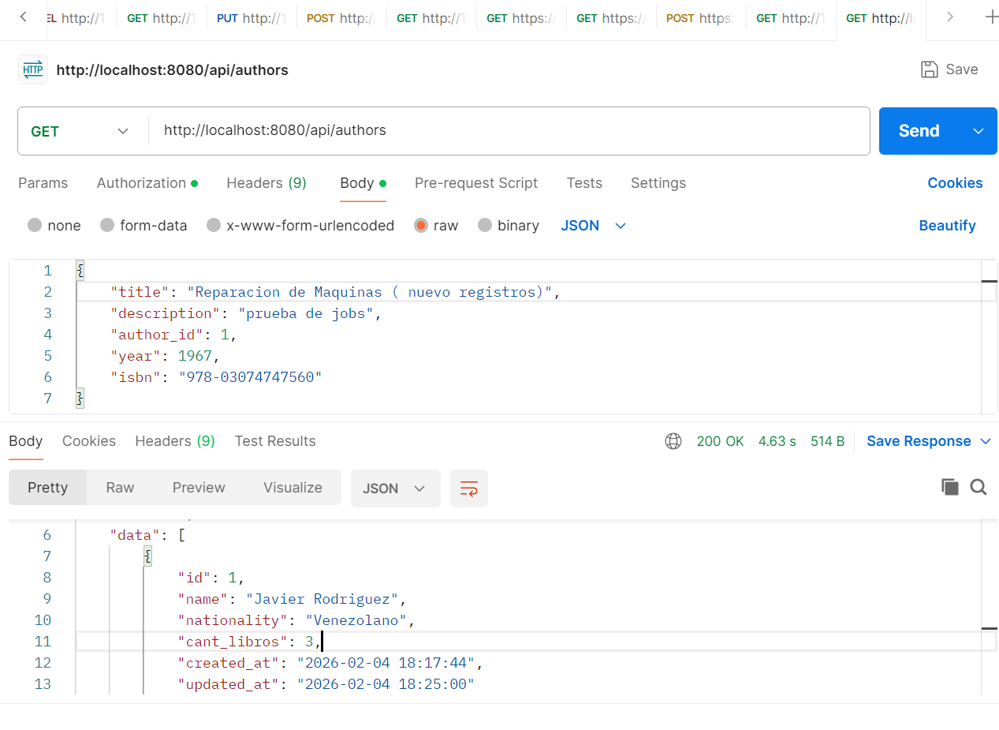 EL http://1 GET http://1 PUT http://1 POST http:/ GET http://1 GET https:/ GET https:/ POST https: GET http://1 GET http://l
HTTP http://localhost:8080/api/authors Save
GET http://localhost:8080/api/authors Send
Params Authorization Headers (9) Body Pre-request Script Tests Settings Cookies
none form-data x-www-form-urlencoded raw binary JSON Beautify
1 {
2 "title": "Reparacion de Maquinas ( nuevo registros)",
3 "description": "prueba de jobs",
4 "author_id": 1,
5 "year": 1967,
6 "isbn": "978-03074747560"
7 }
Body Cookies Headers (9) Test Results 200 OK 4.63 s 514 B Save Response
Pretty Raw Preview Visualize JSON
6 "data": [
7 {
8 "id": 1,
9 "name": "Javier Rodriguez",
10 "nationality": "Venezolano",
11 "cant_libros": 3,
12 "created_at": "2026-02-04 18:17:44",
13 "updated_at": "2026-02-04 18:25:00"